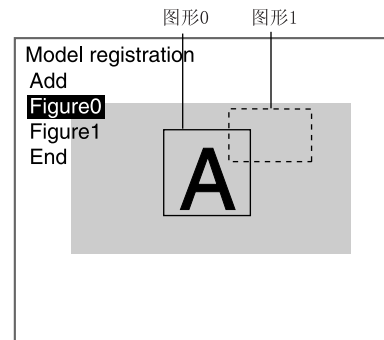 图形0 图形1
Model registration
Add
Figure0
Figure1
End
A